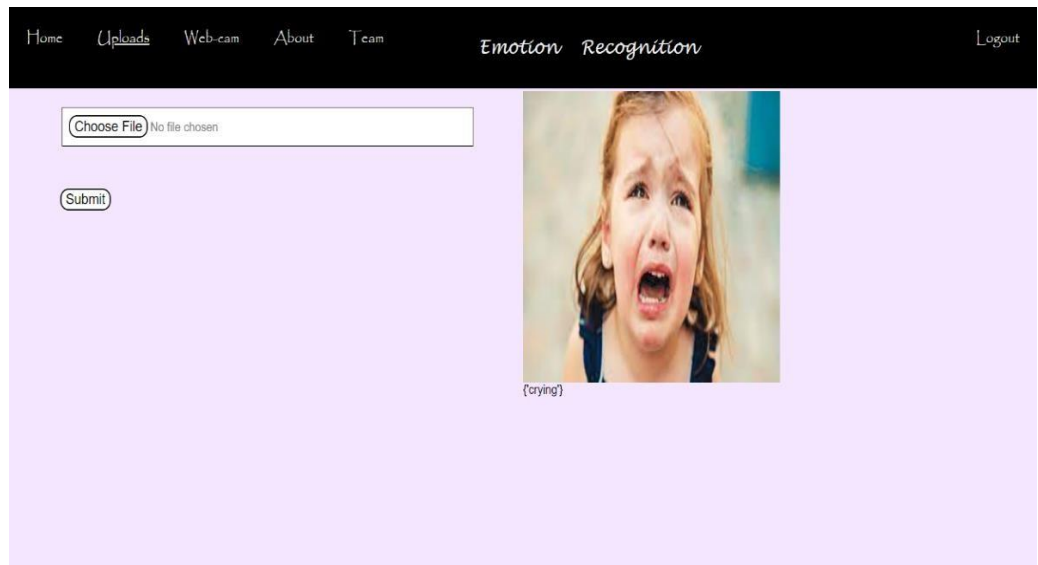 Home Uploads Web-cam About Team Emotion Recognition Logout
Choose File No file chosen
Submit
{'crying'}